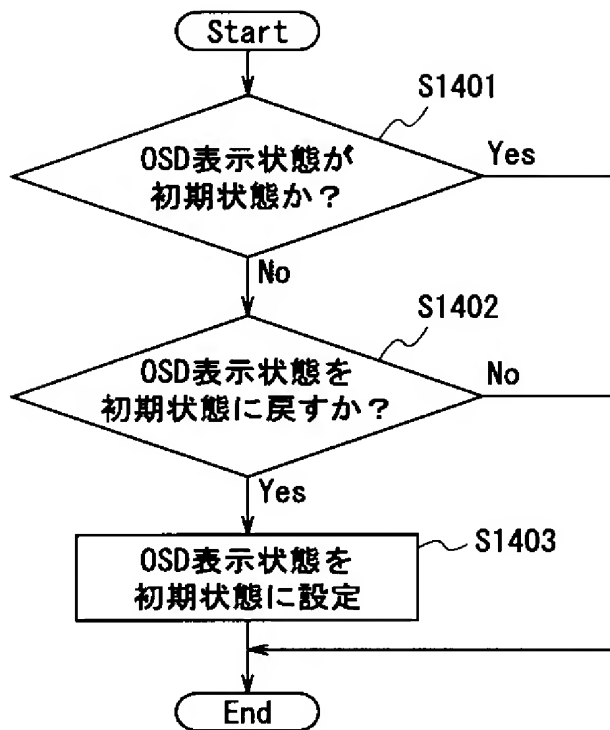 Start
S1401
OSD表示状態が
初期状態か？
Yes
No
S1402
OSD表示状態を
初期状態に戻すか？
No
Yes
S1403
OSD表示状態を
初期状態に設定
End